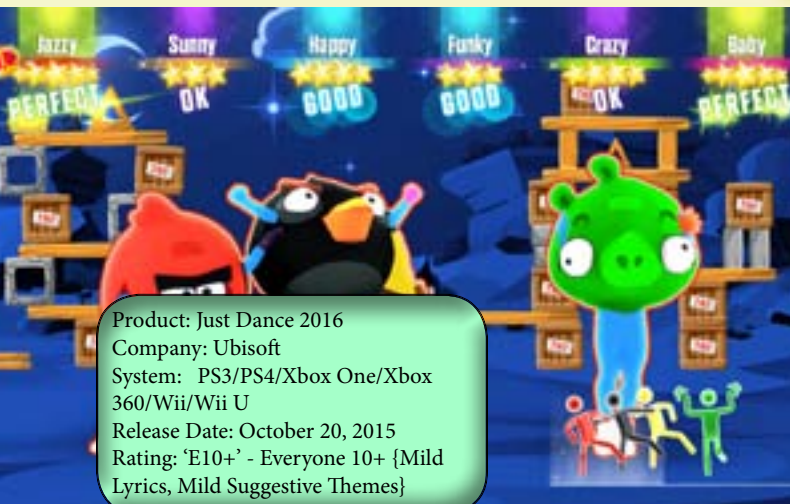 Jazzy Sunny Happy Funky Crazy Baby
PERFECT OK GOOD GOOD OK PERFECT
Product: Just Dance 2016
Company: Ubisoft
System: PS3/PS4/Xbox One/Xbox
360/Wii/Wii U
Release Date: October 20, 2015
Rating: ‘E10+’ - Everyone 10+ {Mild
Lyrics, Mild Suggestive Themes}